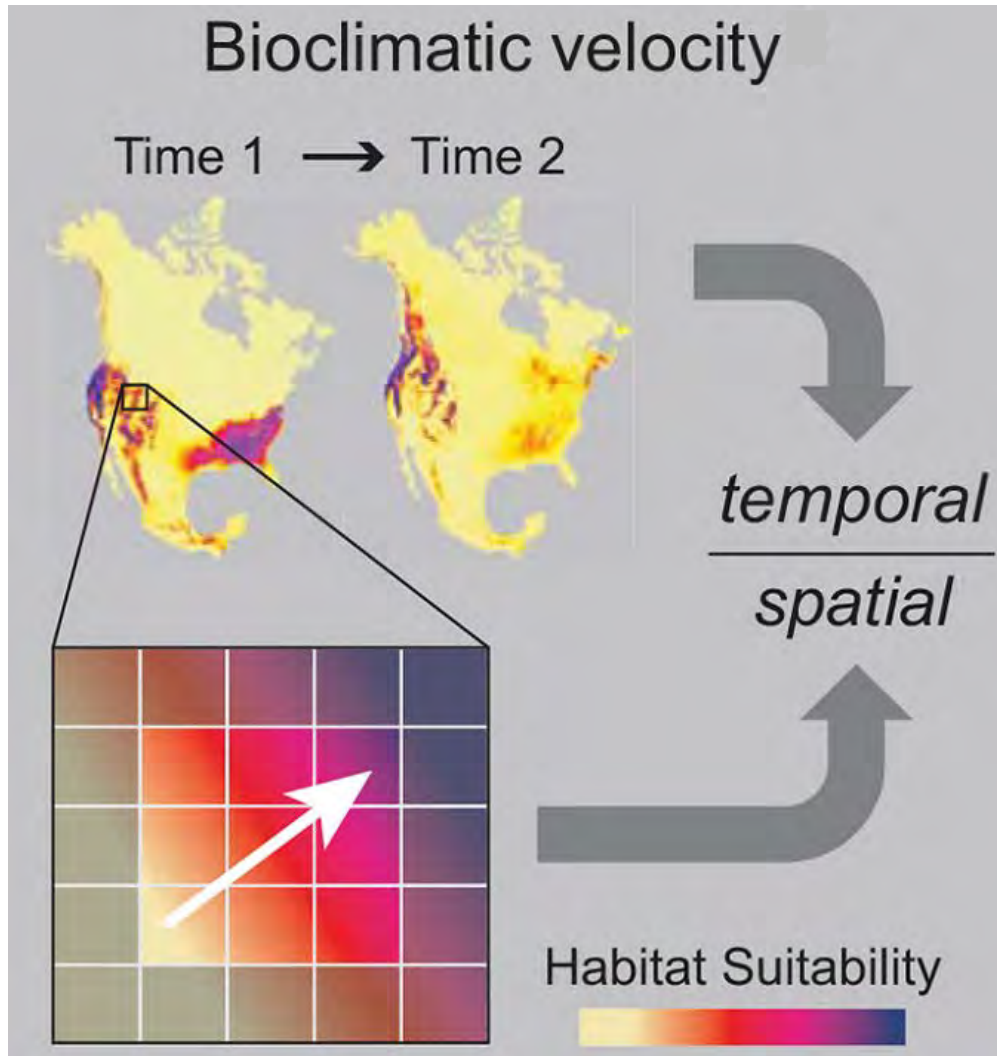 Bioclimatic velocity
Time 1 → Time 2
temporal
spatial
Habitat Suitability